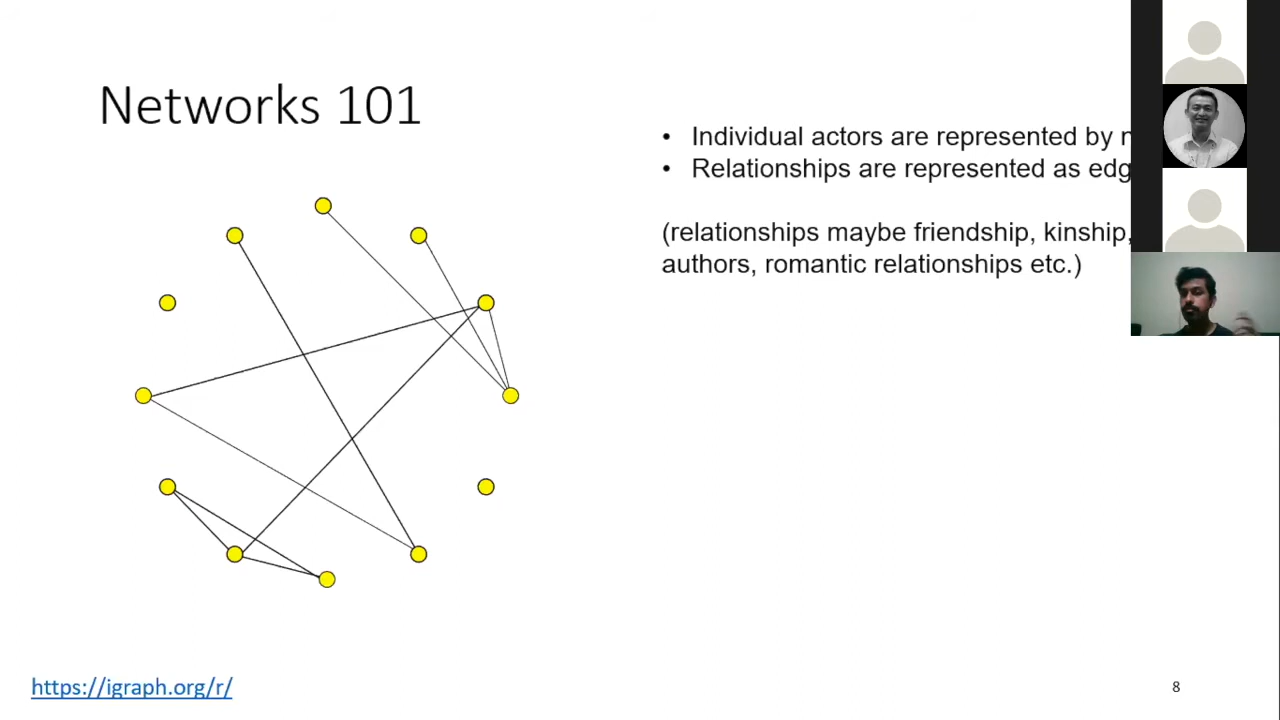 Networks 101
• Individual actors are represented by
• Relationships are represented as
(relationships maybe friendship, kinship,
authors, romantic relationships etc.)
https://igraph.org/r/
8